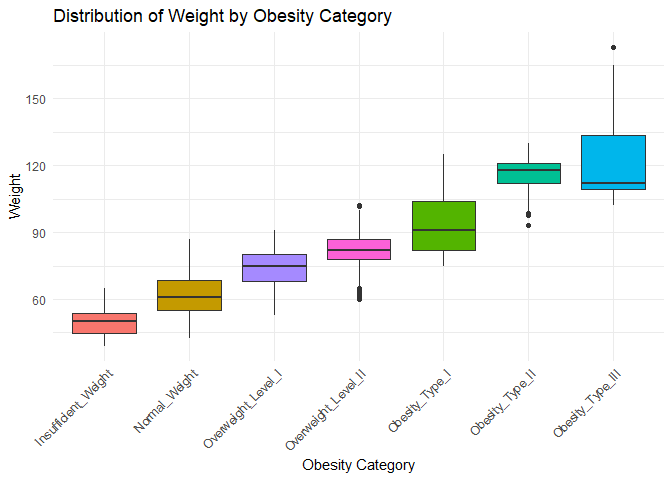 Distribution of Weight by Obesity Category
Weight
150
120
90
60
Insufficient_Weight
Normal_Weight
Overweight_Level_I
Overweight_Level_II
Obesity_Type_I
Obesity_Type_II
Obesity_Type_III
Obesity Category